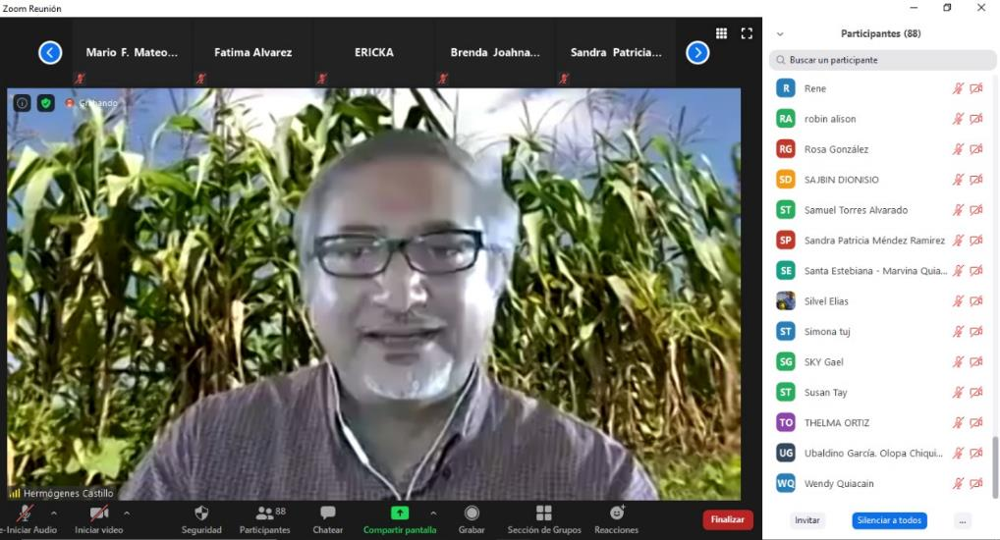 Zoom Reunión
Mario F. Mateo...
Fatima Alvarez
ERICKA
Brenda Joahna...
Sandra Patricia...
Grabando
Hermógenes Castillo
e-Iniciar Audio
Iniciar video
Seguridad
88
Participantes
Chatear
Compartir pantalla
Grabar
Sección de Grupos
Reacciones
Finalizar
Participantes (88)
Buscar un participante
R Rene
RA robin alison
RG Rosa González
SD SAJBIN DIONISIO
ST Samuel Torres Alvarado
SP Sandra Patricia Méndez Ramirez
SE Santa Estebiana - Marvina Quia...
Silvel Elias
ST Simona tuj
SG SKY Gael
ST Susan Tay
TO THELMA ORTIZ
UG Ubaldino García. Olopa Chiqui...
WQ Wendy Quiacain
Invitar
Silenciar a todos
...